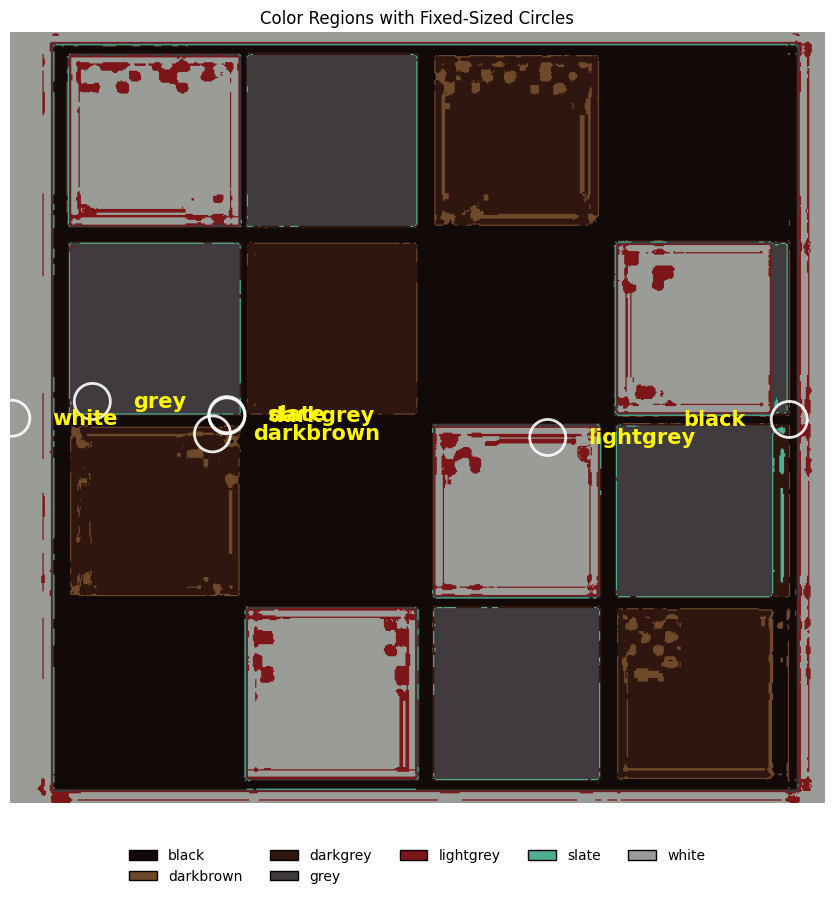 Color Regions with Fixed-Sized Circles
grey
white
slate
darkgrey
black
darkbrown
lightgrey
black
darkgrey
lightgrey
slate
white
darkbrown
grey